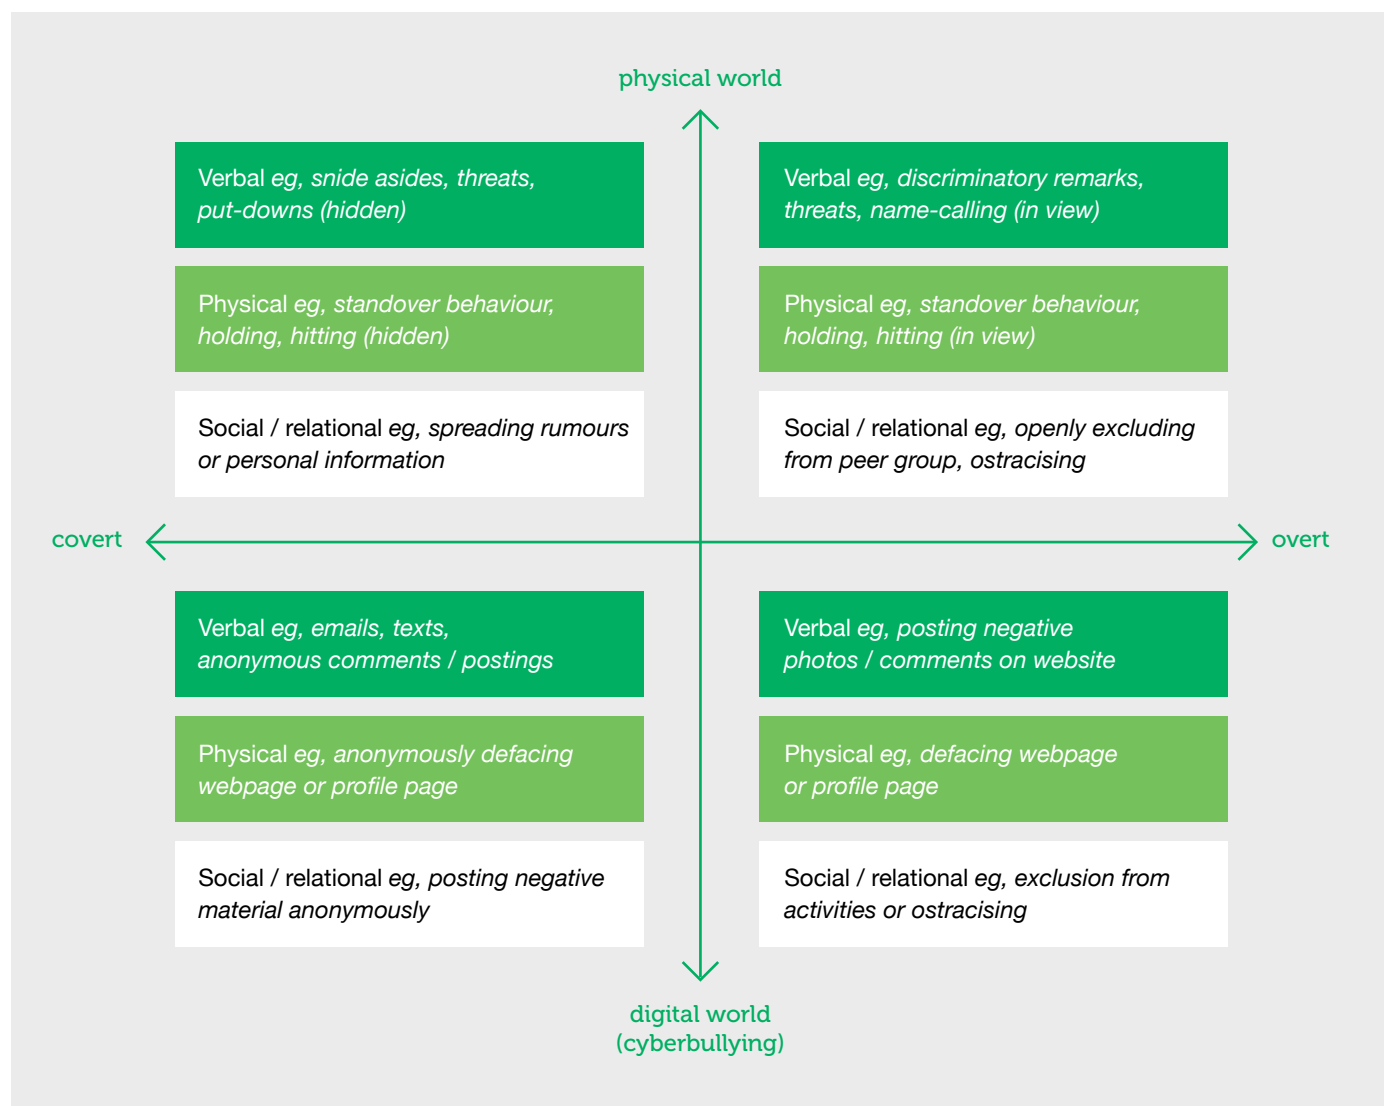 physical world
Verbal eg, snide asides, threats,
put-downs (hidden)
Verbal eg, discriminatory remarks,
threats, name-calling (in view)
Physical eg, standover behaviour,
holding, hitting (hidden)
Physical eg, standover behaviour,
holding, hitting (in view)
Social / relational eg, spreading rumours
or personal information
Social / relational eg, openly excluding
from peer group, ostracising
covert
overt
Verbal eg, emails, texts,
anonymous comments / postings
Verbal eg, posting negative
photos / comments on website
Physical eg, anonymously defacing
webpage or profile page
Physical eg, defacing webpage
or profile page
Social / relational eg, posting negative
material anonymously
Social / relational eg, exclusion from
activities or ostracising
digital world
(cyberbullying)